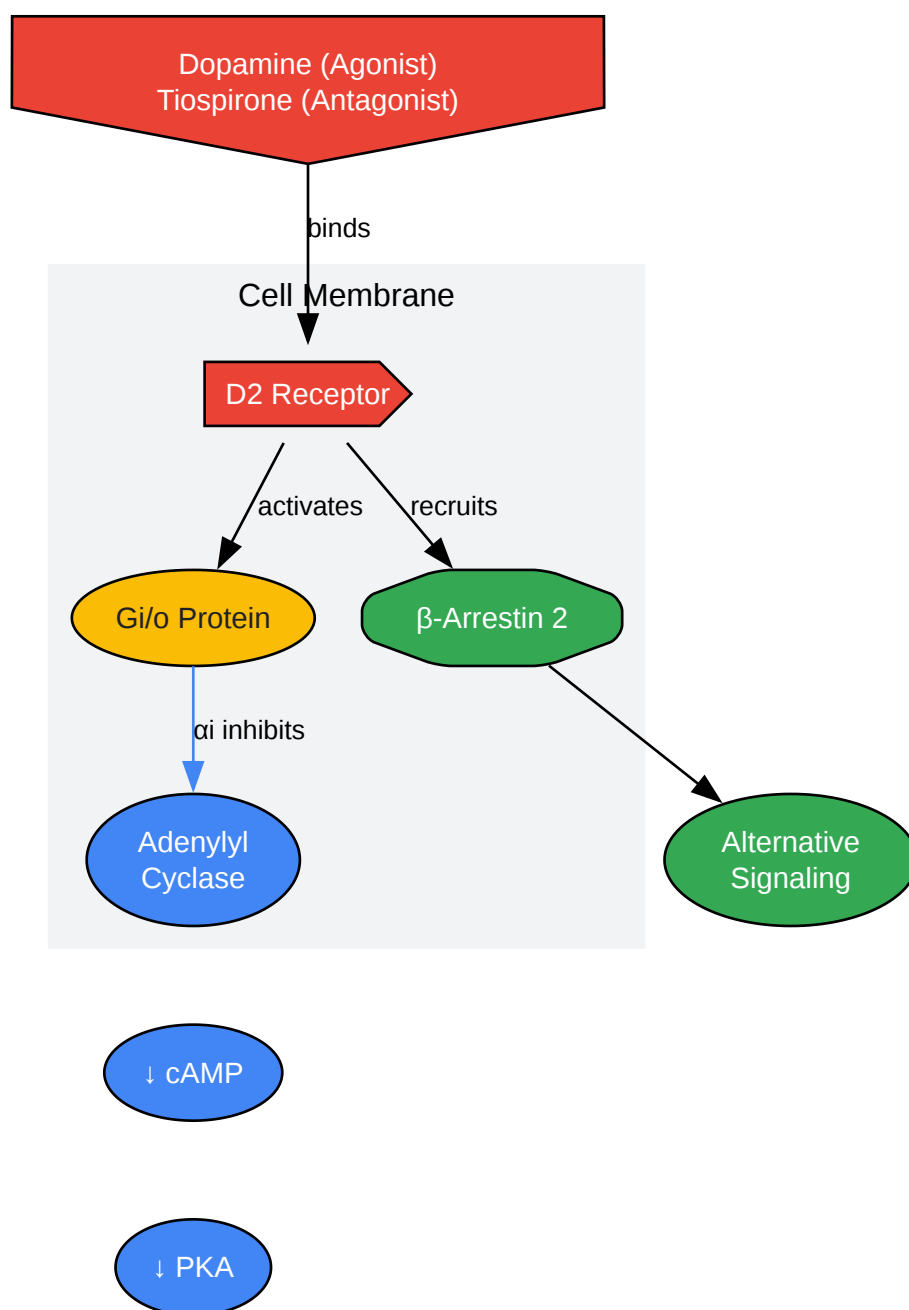 Dopamine (Agonist)
Tiospirone (Antagonist)
binds
Cell Membrane
D2 Receptor
activates
recruits
Gi/o Protein
β-Arrestin 2
αi inhibits
Adenylyl
Cyclase
Alternative
Signaling
↓ cAMP
↓ PKA